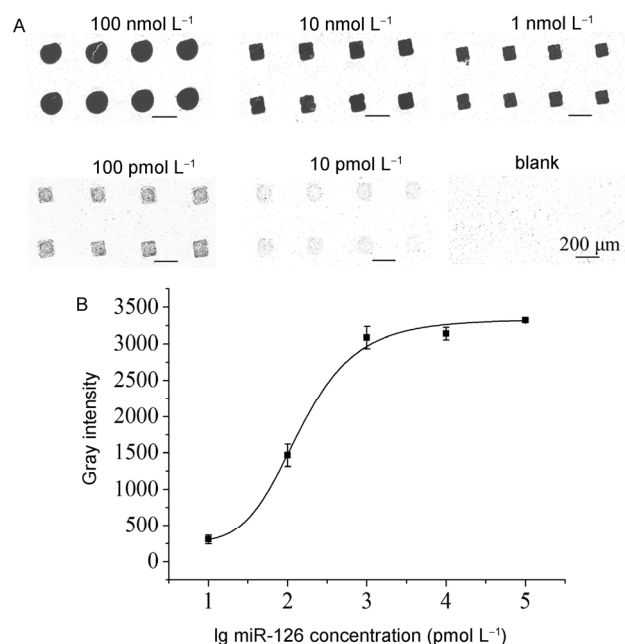 A
100 nmol L⁻¹ 10 nmol L⁻¹ 1 nmol L⁻¹
100 pmol L⁻¹ 10 pmol L⁻¹ blank
200 μm
B
3500
3000
2500
2000
1500
1000
500
0
Gray intensity
1 2 3 4 5
lg miR-126 concentration (pmol L⁻¹)